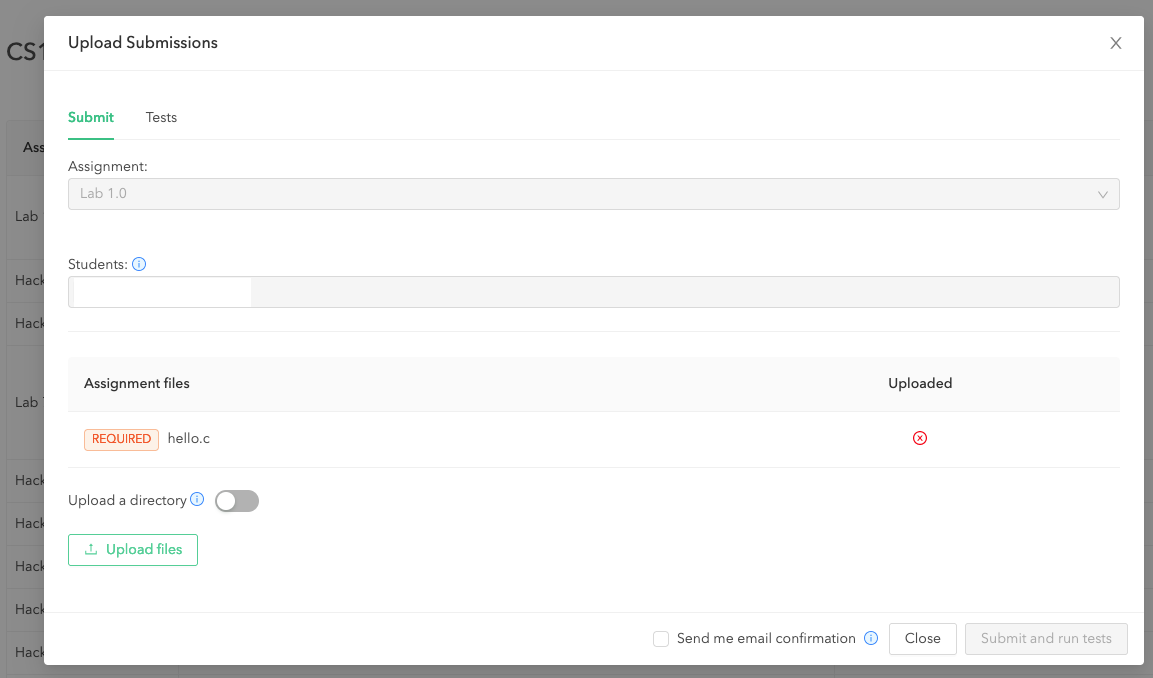 Upload Submissions
CS1
Submit Tests
Ass
Assignment:
Lab 1.0
Lab
Students:
Hack
Hack
Assignment files Uploaded
Lab
REQUIRED hello.c
Hack
Upload a directory
Hack
Upload files
Hack
Hack
Send me email confirmation Close Submit and run tests
Hack